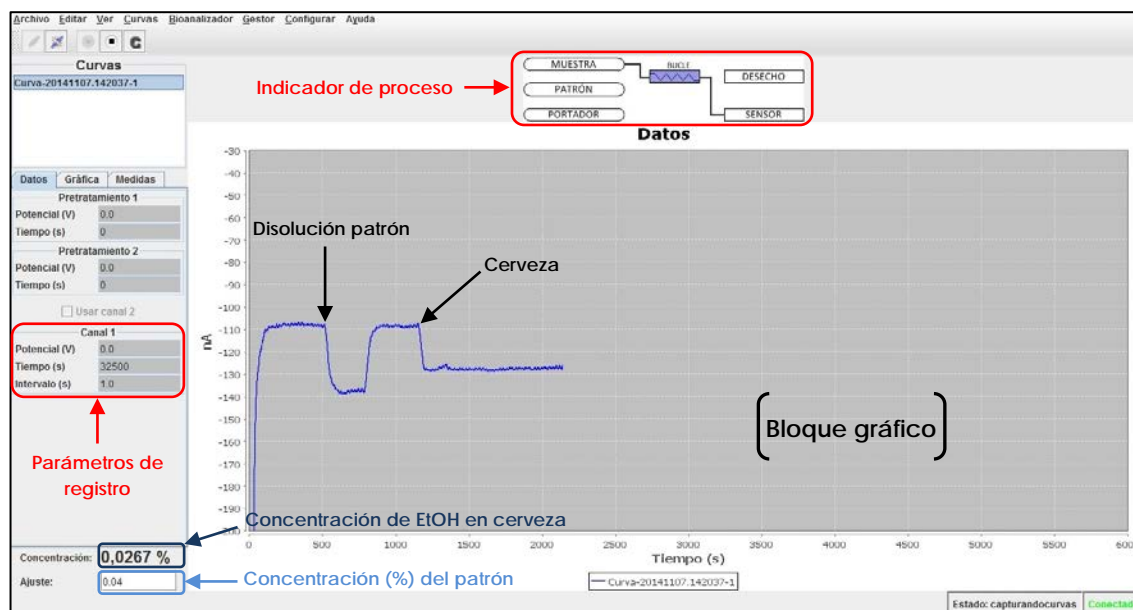 Archivo Editar Ver Curvas Bioanalizador Gestor Configurar Ayuda
C
Curvas
Curva-20141107.142037-1
Indicador de proceso
MUESTRA
BUCLE
DESECHO
PATRÓN
PORTADOR
SENSOR
Datos
Datos Gráfica Medidas
Pretratamiento 1
Potencial (V) 0.0
Tiempo (s) 0
Pretratamiento 2
Potencial (V) 0.0
Tiempo (s) 0
Usar canal 2
Canal 1
Potencial (V) 0.0
Tiempo (s) 32500
Intervalo (s) 1.0
Parámetros de
registro
-30
-40
-50
-60
-70
-80
-90
-100
-110
-120
-130
-140
-150
-160
-170
-180
-190
nA
Disolución patrón
Cerveza
Bloque gráfico
0 500 1000 1500 2000 2500 3000 3500 4000 4500 5000 5500
Tiempo (s)
Concentración de EtOH en cerveza
Concentración: 0,0267 %
Ajuste: 0.04
Concentración (%) del patrón
Curva-20141107.142037-1
Estado: capturandocurvas